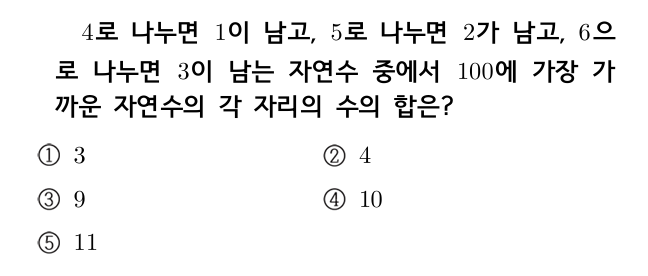 4로 나누면 1이 남고, 5로 나누면 2가 남고, 6으
로 나누면 3이 남는 자연수 중에서 100에 가장 가
까운 자연수의 각 자리의 수의 합은?
① 3 ② 4
③ 9 ④ 10
⑤ 11